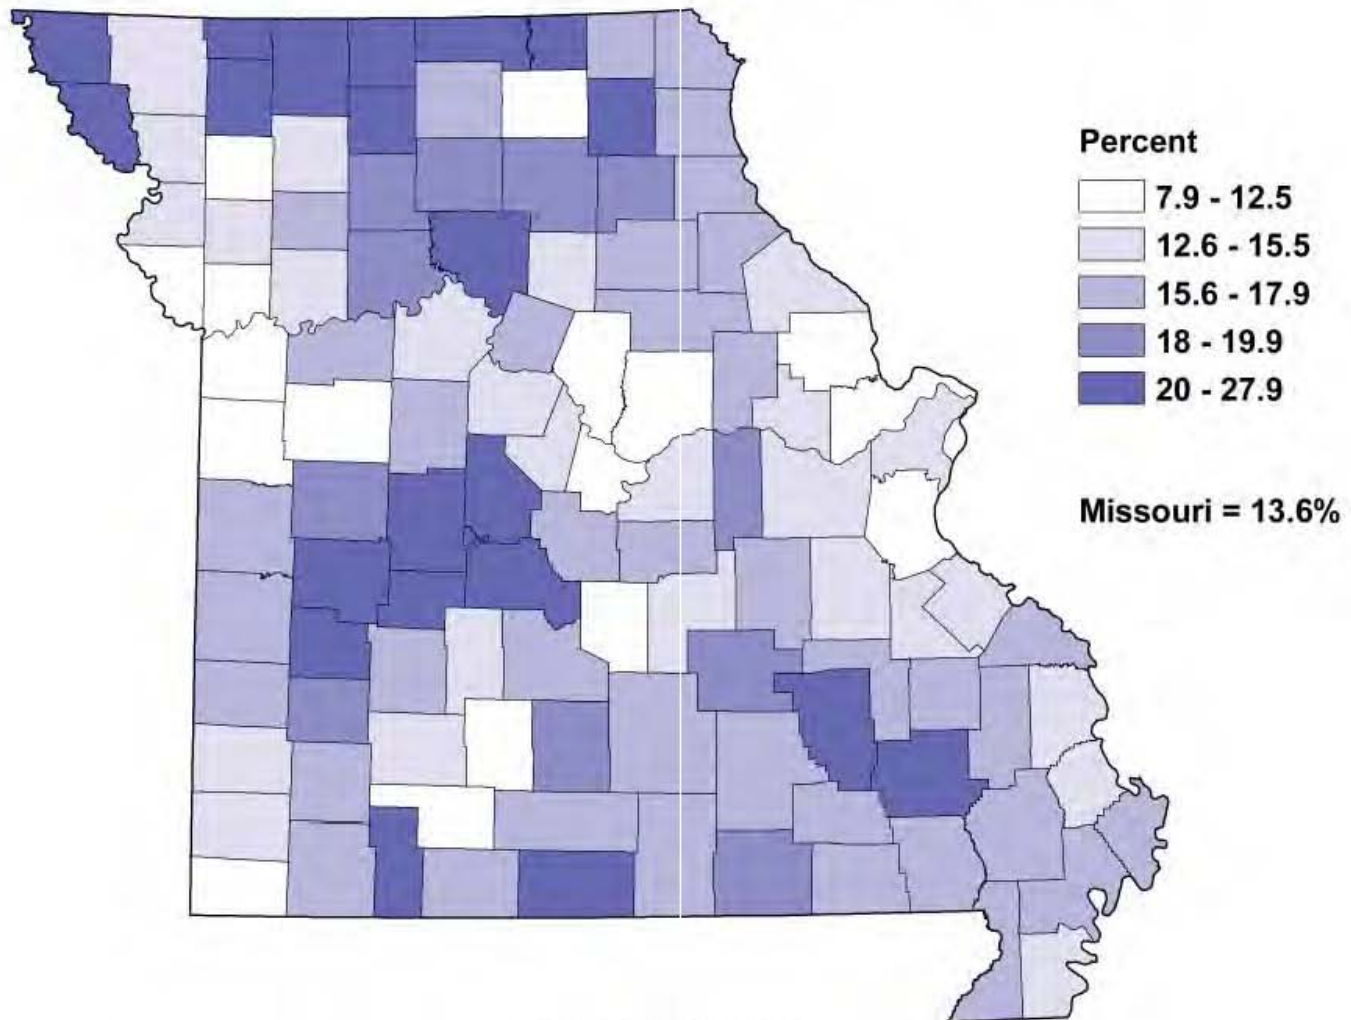 Percent
7.9 - 12.5
12.6 - 15.5
15.6 - 17.9
18 - 19.9
20 - 27.9
Missouri = 13.6%